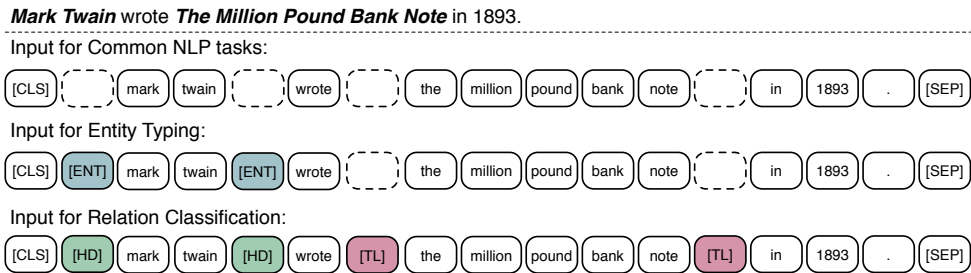 Mark Twain wrote The Million Pound Bank Note in 1893.
Input for Common NLP tasks:
[CLS] mark twain wrote the million pound bank note in 1893 . [SEP]
Input for Entity Typing:
[CLS] [ENT] mark twain [ENT] wrote the million pound bank note in 1893 . [SEP]
Input for Relation Classification:
[CLS] [HD] mark twain [HD] wrote [TL] the million pound bank note [TL] in 1893 . [SEP]